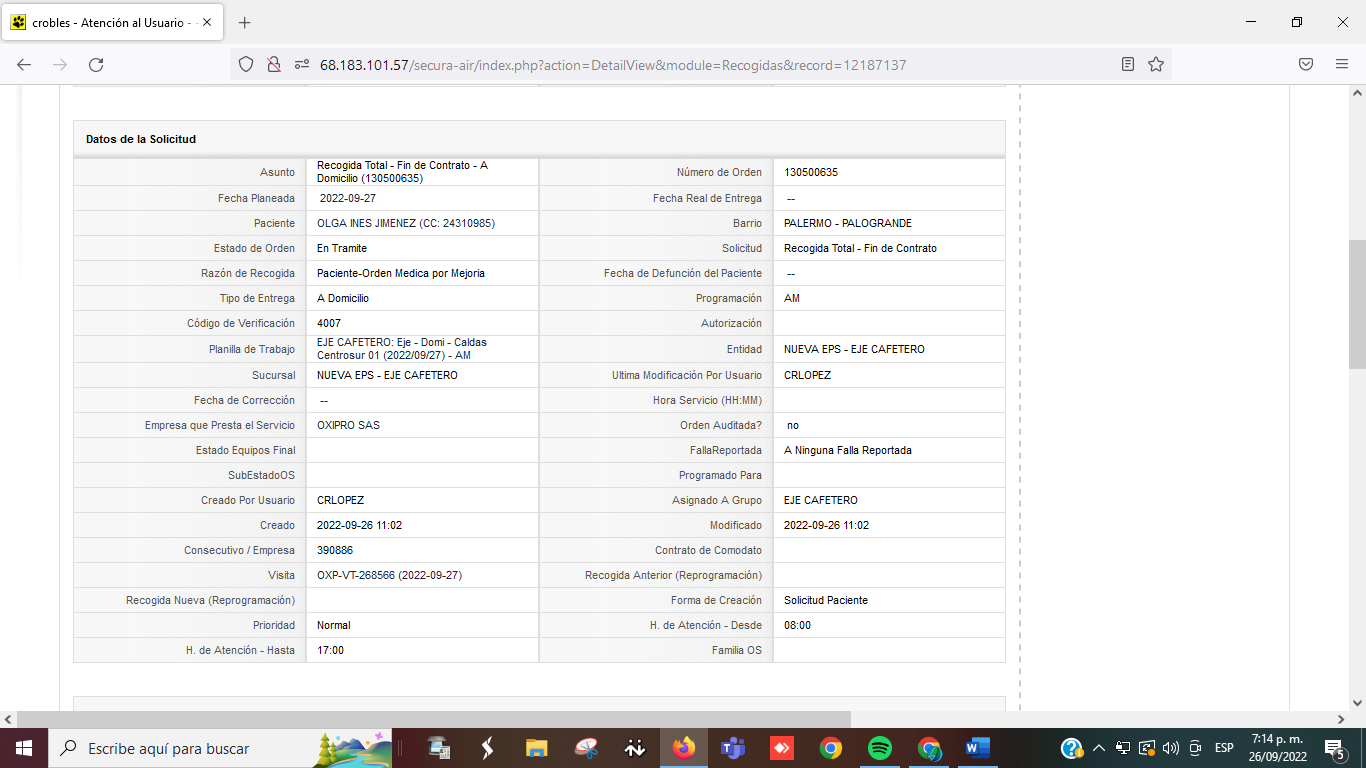 crobles - Atención al Usuario - -
68.183.101.57/secura-air/index.php?action=DetailView&module=Recogidas&record=12187137
Datos de la Solicitud
Asunto Recogida Total - Fin de Contrato - A Domicilio (130500635) Número de Orden 130500635
Fecha Planeada 2022-09-27 Fecha Real de Entrega --
Paciente OLGA INES JIMENEZ (CC: 24310985) Barrio PALERMO - PALOGRANDE
Estado de Orden En Tramite Solicitud Recogida Total - Fin de Contrato
Razón de Recogida Paciente-Orden Medica por Mejoria Fecha de Defunción del Paciente --
Tipo de Entrega A Domicilio Programación AM
Código de Verificación 4007 Autorización
Planilla de Trabajo EJE CAFETERO: Eje - Domi - Caldas Centrosur 01 (2022/09/27) - AM Entidad NUEVA EPS - EJE CAFETERO
Sucursal NUEVA EPS - EJE CAFETERO Ultima Modificación Por Usuario CRLOPEZ
Fecha de Corrección -- Hora Servicio (HH:MM)
Empresa que Presta el Servicio OXIPRO SAS Orden Auditada? no
Estado Equipos Final FallaReportada A Ninguna Falla Reportada
SubEstadoOS Programado Para
Creado Por Usuario CRLOPEZ Asignado A Grupo EJE CAFETERO
Creado 2022-09-26 11:02 Modificado 2022-09-26 11:02
Consecutivo / Empresa 390886 Contrato de Comodato
Visita OXP-VT-268566 (2022-09-27) Recogida Anterior (Reprogramación)
Recogida Nueva (Reprogramación) Forma de Creación Solicitud Paciente
Prioridad Normal H. de Atención - Desde 08:00
H. de Atención - Hasta 17:00 Familia OS
Escribe aquí para buscar
ESP
7:14 p. m.
26/09/2022
5